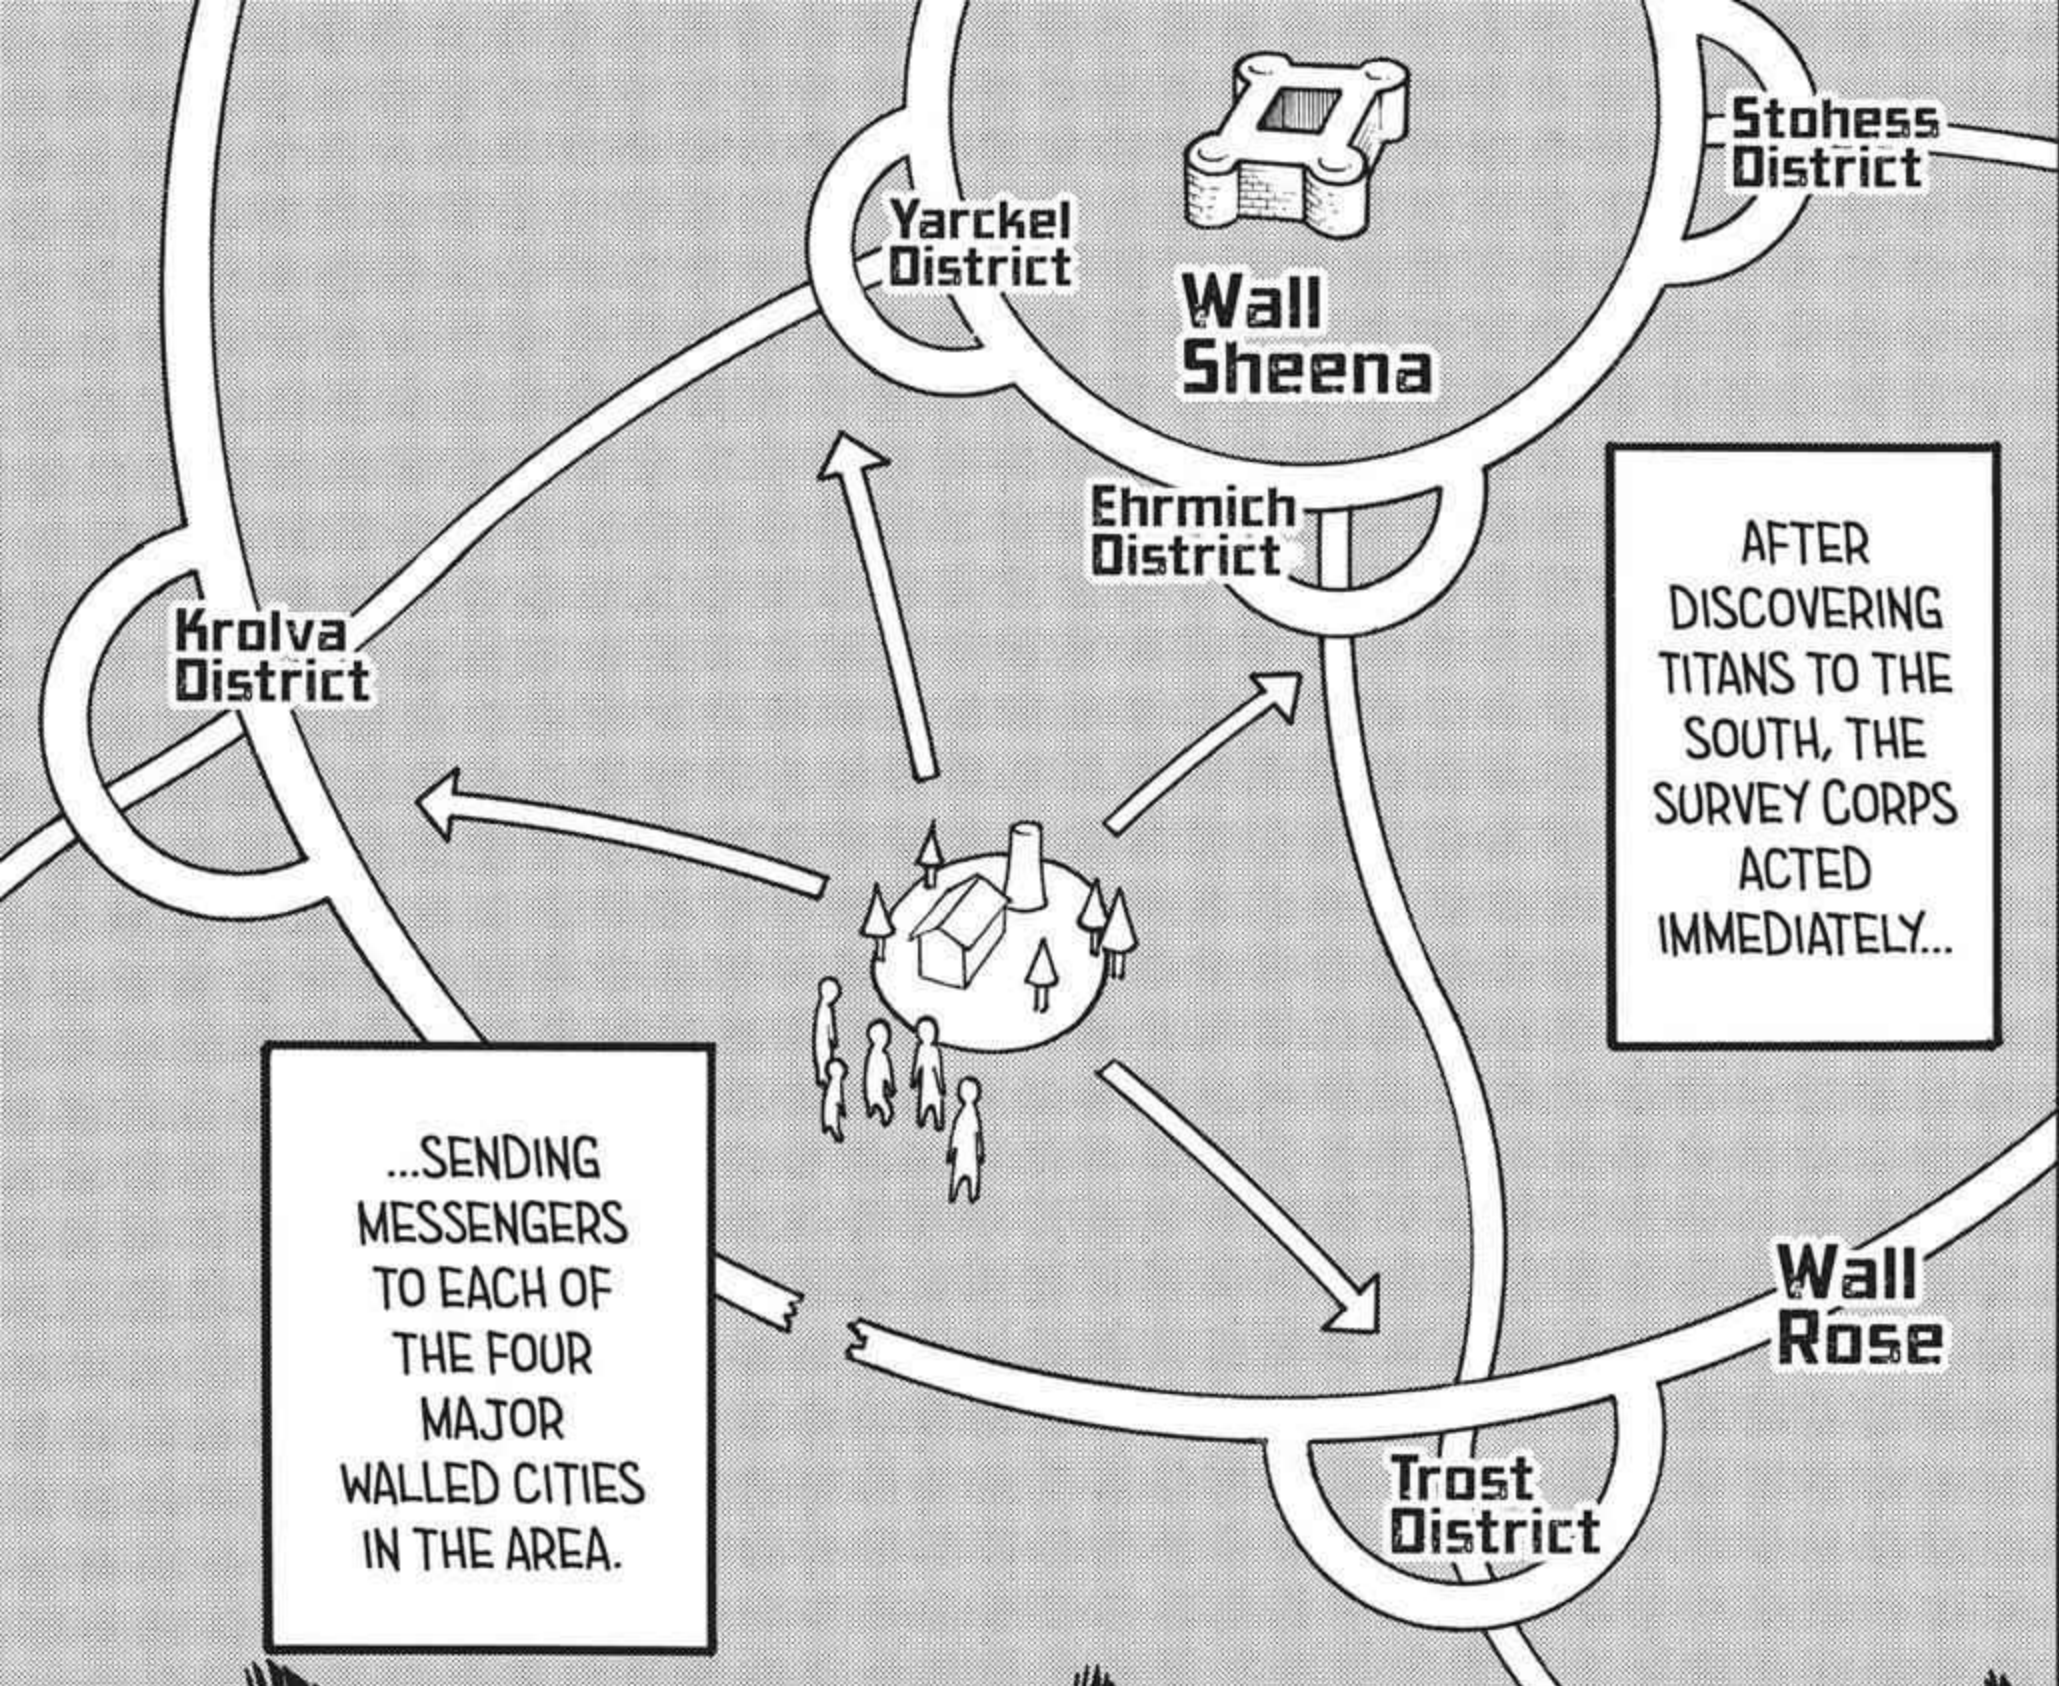 Stohess
District
Yarckel
District
Wall
Sheena
Ehrmich
District
AFTER
DISCOVERING
TITANS TO THE
SOUTH, THE
SURVEY CORPS
ACTED
IMMEDIATELY...
Krolva
District
...SENDING
MESSENGERS
TO EACH OF
THE FOUR
MAJOR
WALLED CITIES
IN THE AREA.
Wall
Rose
Trost
District